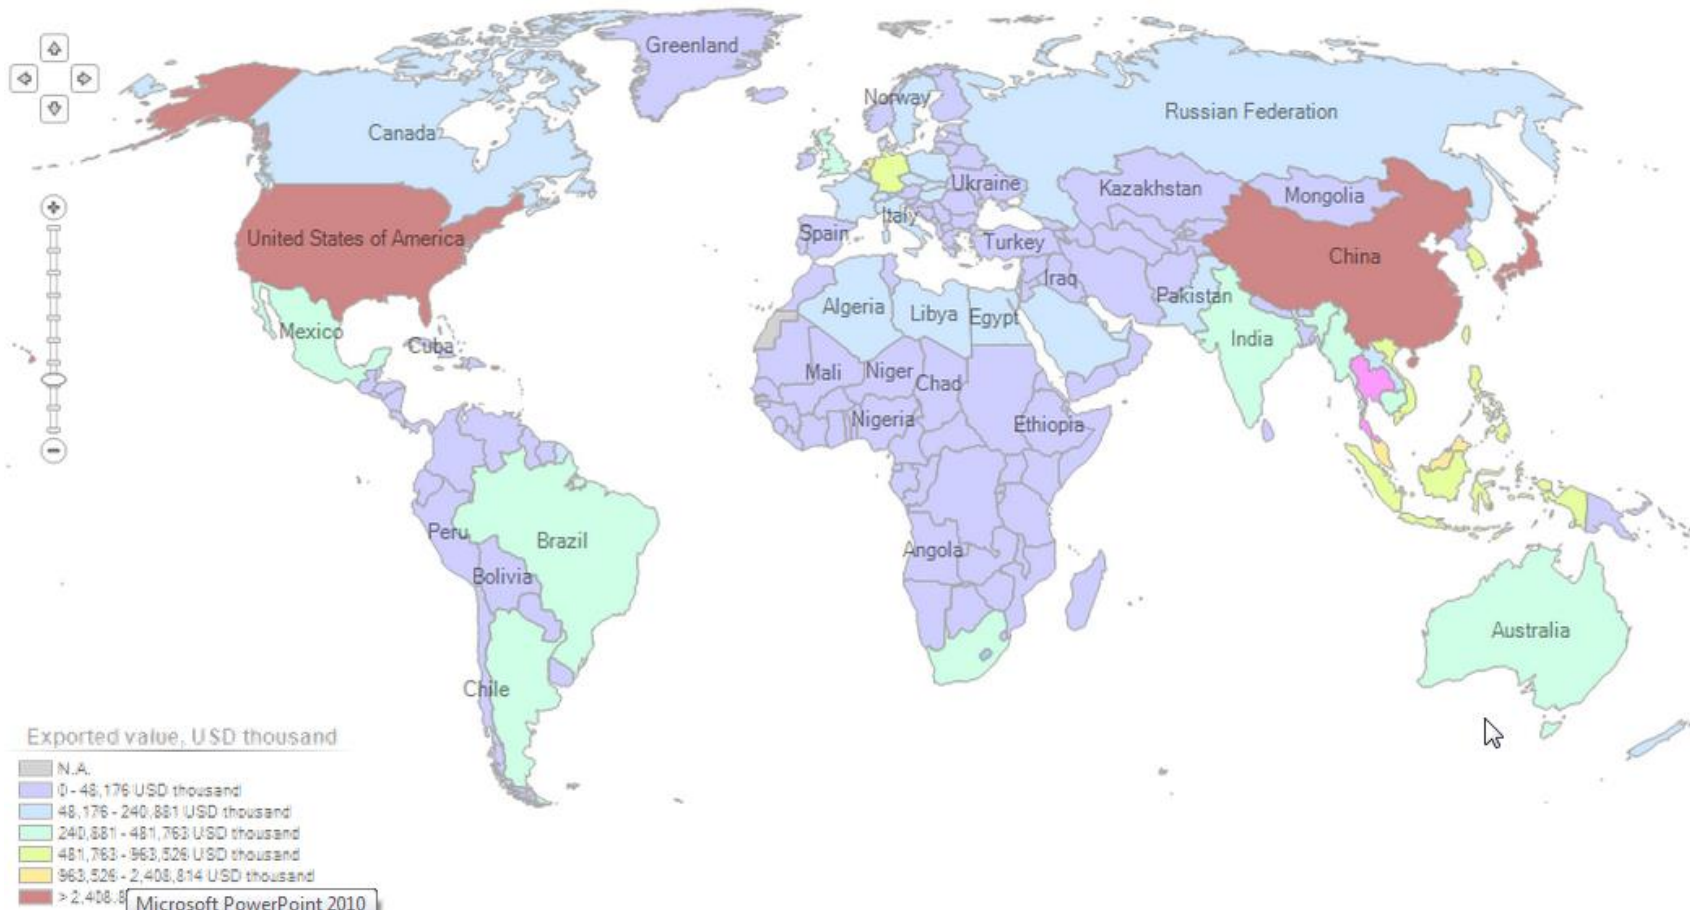 Greenland
Norway
Russian Federation
Canada
Ukraine
Kazakhstan
Mongolia
Italy
Spain
Turkey
United States of America
China
Iraq
Pakistan
Algeria
Libya
Egypt
Mexico
Cuba
India
Mali
Niger
Chad
Nigeria
Ethiopia
Peru
Brazil
Angola
Bolivia
Australia
Chile
Exported value, USD thousand
N.A.
0 - 48,176 USD thousand
48,176 - 240,881 USD thousand
240,881 - 481,763 USD thousand
481,763 - 963,526 USD thousand
963,526 - 2,408,814 USD thousand
> 2,408,8
Microsoft PowerPoint 2010